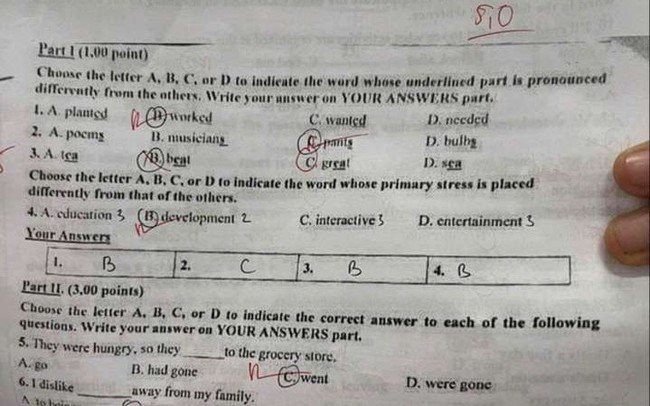 8,0
Part I (1,00 point)
Choose the letter A, B, C, or D to indicate the word whose underlined part is pronounced
differently from the others. Write your answer on YOUR ANSWERS part.
1. A. planted B. worked C. wanted D. needed
2. A. poems B. musicians C. pants D. bulbs
3. A. tea B. beat C. great D. sea
Choose the letter A, B, C, or D to indicate the word whose primary stress is placed
differently from that of the others.
4. A. education 3 B. development 2 C. interactive 3 D. entertainment 3
Your Answers
1. B 2. C 3. B 4. B
Part II. (3,00 points)
Choose the letter A, B, C, or D to indicate the correct answer to each of the following
questions. Write your answer on YOUR ANSWERS part.
5. They were hungry, so they ______ to the grocery store.
A. go B. had gone C. went D. were gone
6. I dislike ________ away from my family.